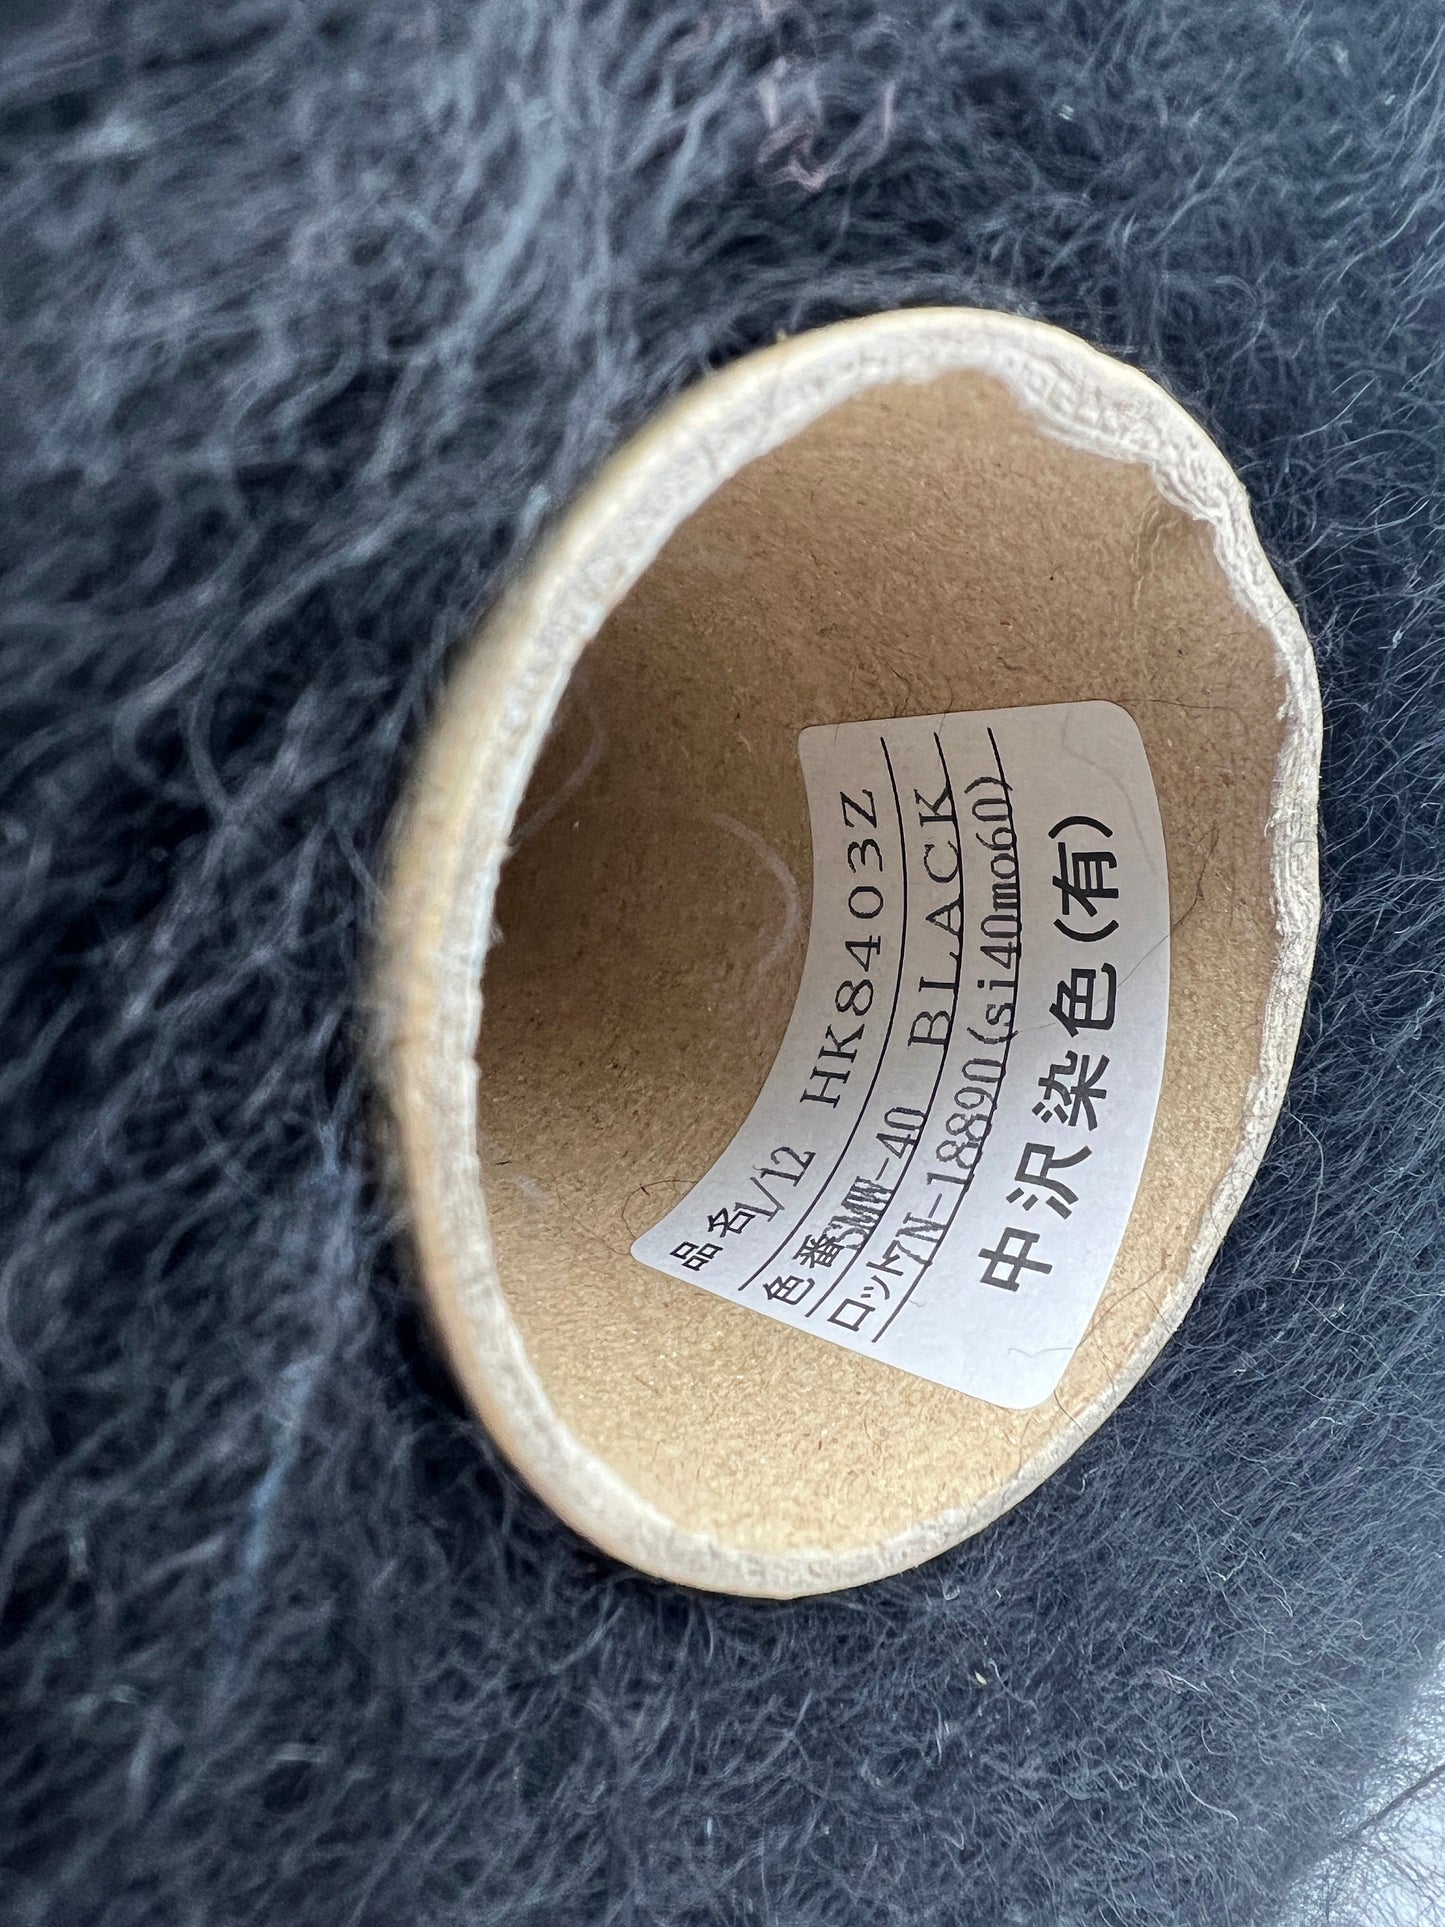 品名1/12 HK8403Z
色番SMW-40 BLACK
ロット7N-18890(si40mo60)
中沢染色(有)